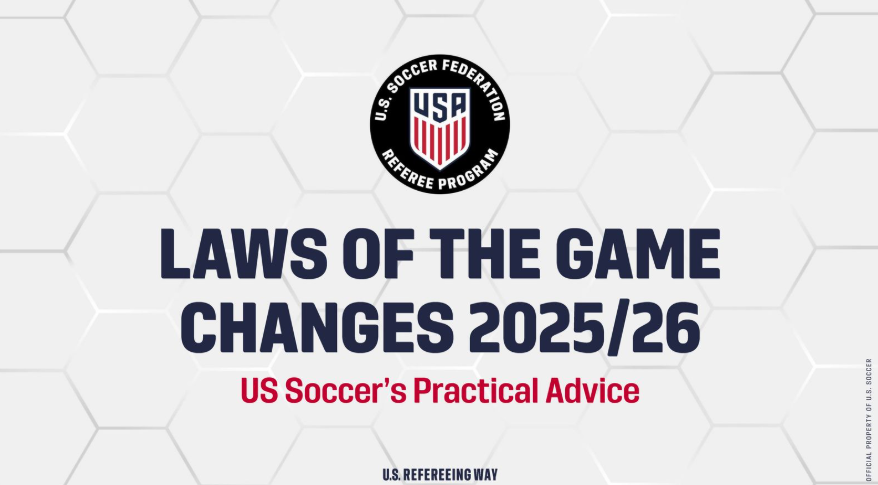 U.S. SOCCER FEDERATION
USA
REFEREE PROGRAM
LAWS OF THE GAME
CHANGES 2025/26
US Soccer's Practical Advice
U.S. REFEREEING WAY
OFFICIAL PROPERTY OF U.S. SOCCER